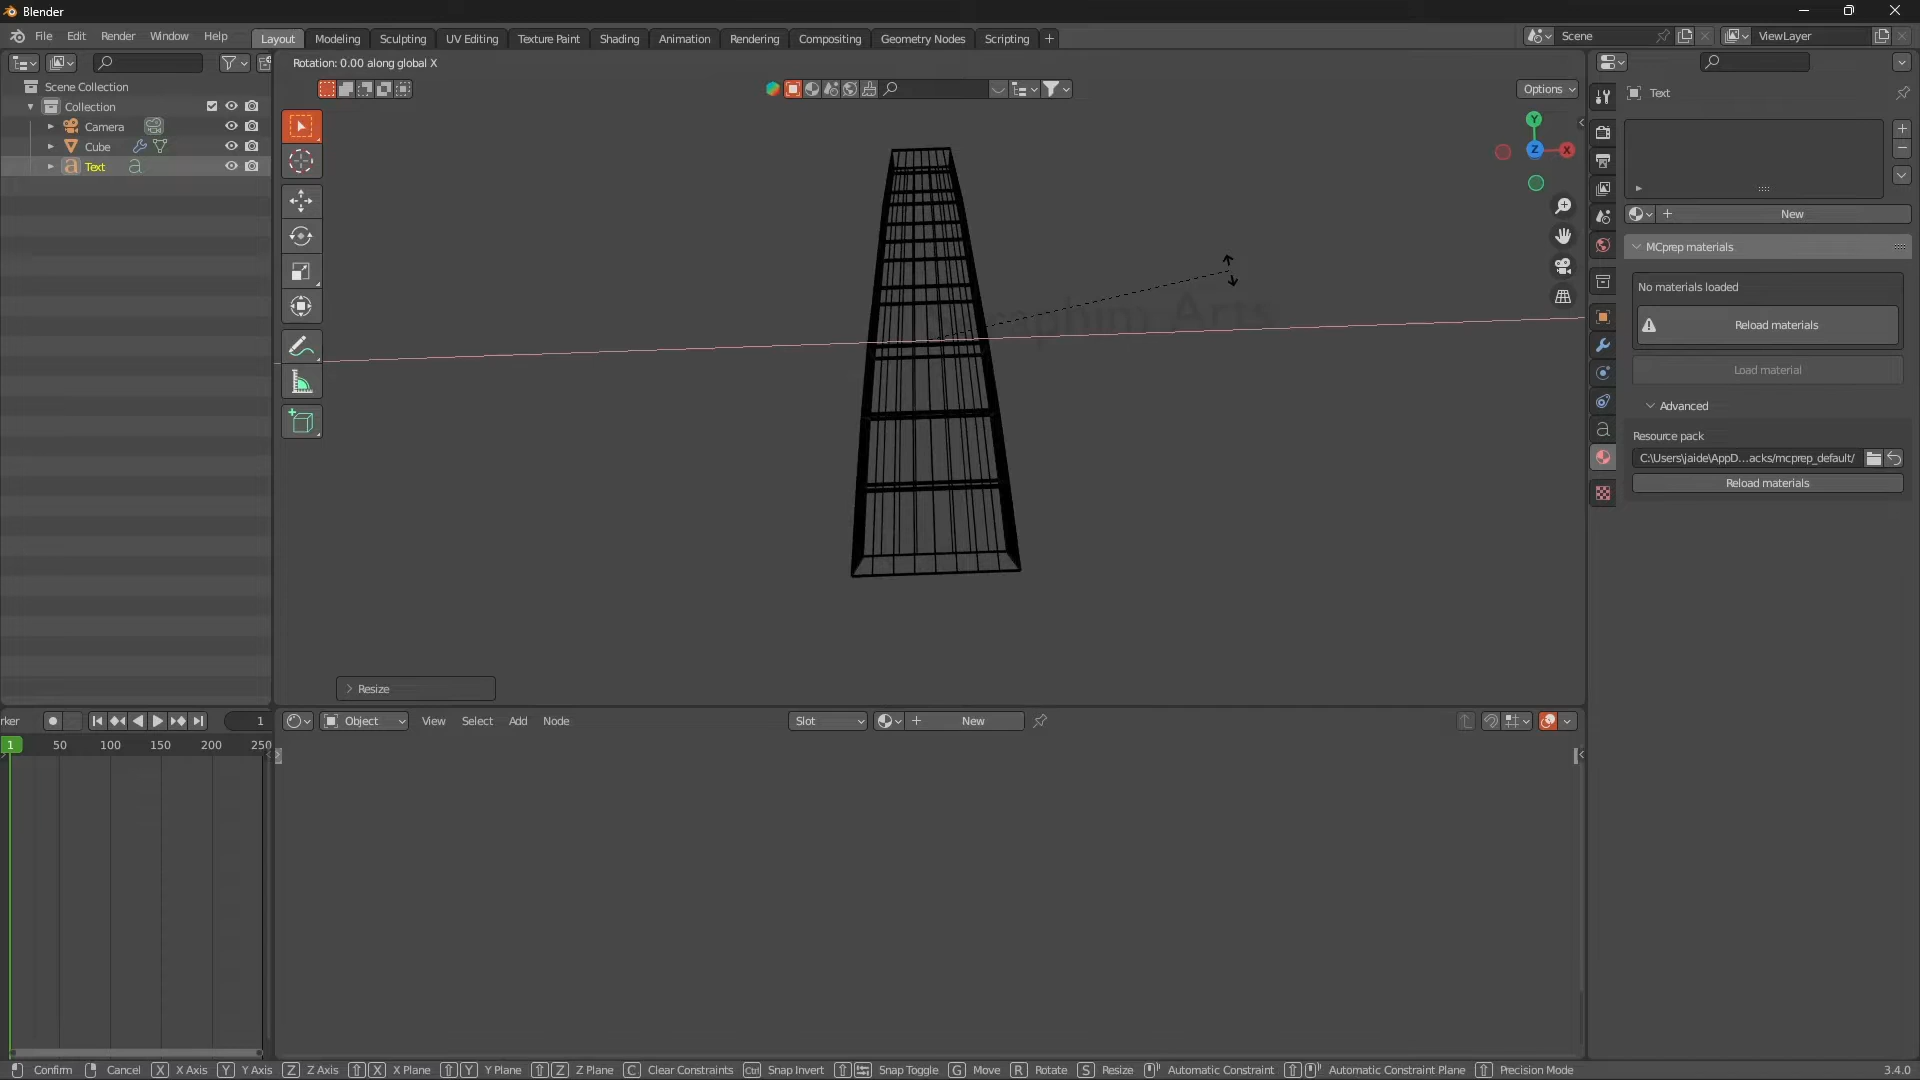 Blender
File Edit Render Window Help Layout Modeling Sculpting UV Editing Texture Paint Shading Animation Rendering Compositing Geometry Nodes Scripting + Scene ViewLayer
Rotation: 0.00 along global X
Options
Scene Collection
Collection
Camera
Cube
Text
Y
Z X
Arts
Resize
Text
New
MCprep materials
No materials loaded
Reload materials
Load material
Advanced
Resource pack
C:\Users\jaide\AppD...acks/mcprep_default/
Reload materials
rker 1
1 50 100 150 200 250
Object View Select Add Node Slot New
Confirm Cancel X X Axis Y Y Axis Z Z Axis X X Plane Y Y Plane Z Z Plane C Clear Constraints Ctrl Snap Invert Snap Toggle G Move R Rotate S Resize Automatic Constraint Automatic Constraint Plane Precision Mode 3.4.0